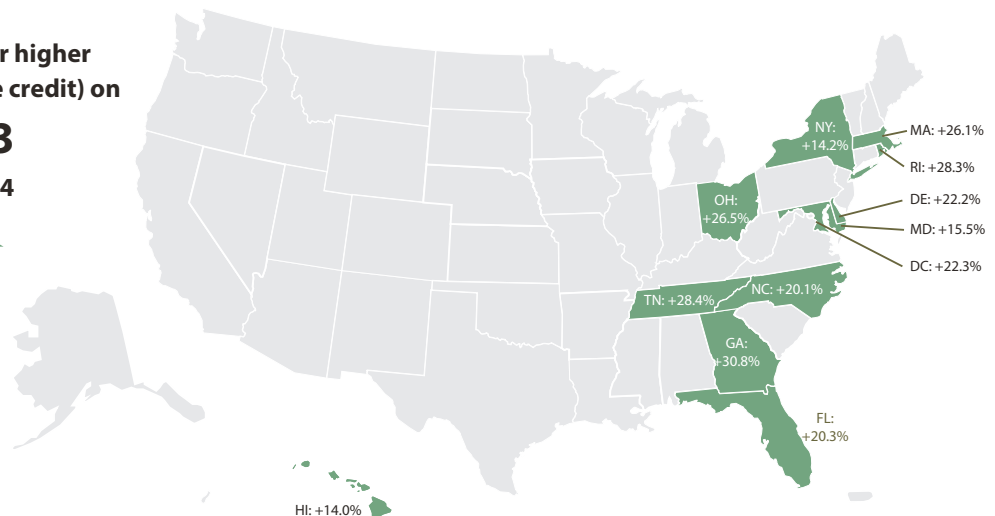 r higher
e credit) on
3
4
NY:
+14.2%
MA: +26.1%
RI: +28.3%
DE: +22.2%
MD: +15.5%
DC: +22.3%
OH:
+26.5%
TN: +28.4%
NC: +20.1%
GA:
+30.8%
FL:
+20.3%
HI: +14.0%